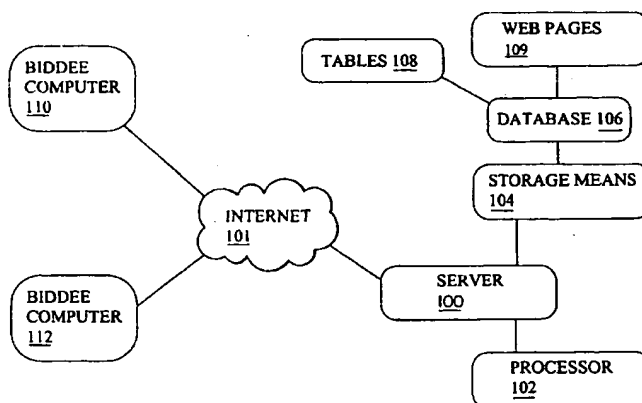 WEB PAGES
109
TABLES 108
BIDDEE
COMPUTER
110
DATABASE 106
STORAGE MEANS
104
INTERNET
101
SERVER
100
BIDDEE
COMPUTER
112
PROCESSOR
102